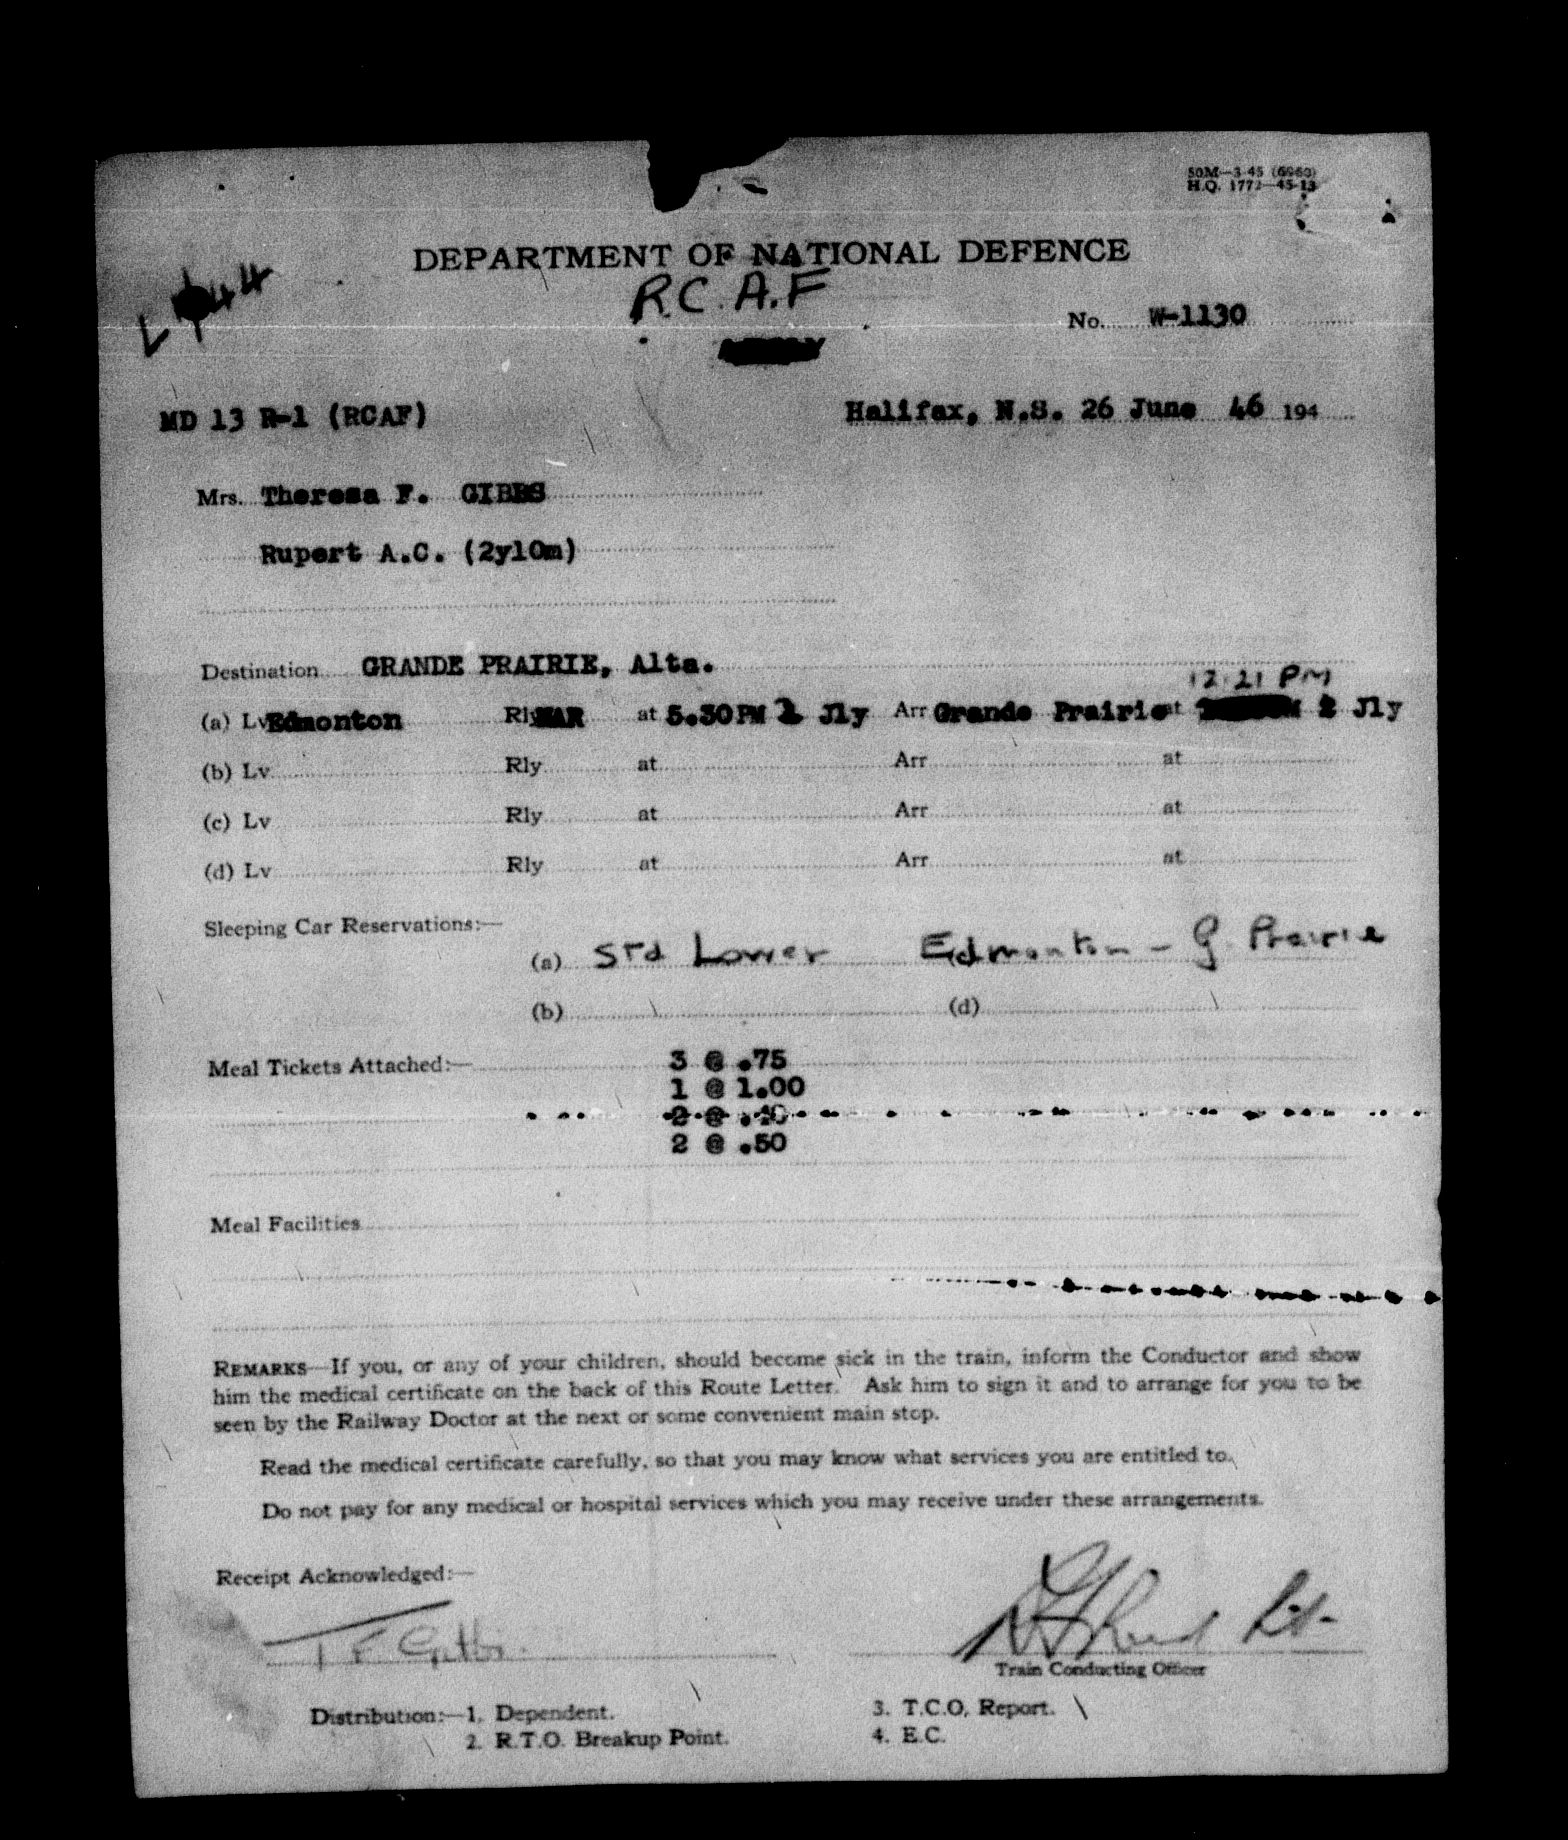 50M—3-45 (6960)
H.Q. 1772—45-13
DEPARTMENT OF NATIONAL DEFENCE
R.C.A.F
No. W-1130
MD 13 R-1 (RCAF)
Halifax, N.S. 26 June 46 194
Mrs. Theresa F. GIBBS
Rupert A.C. (2y10m)
Destination GRANDE PRAIRIE, Alta.
12.21 PM
(a) Lv Edmonton Rly NAR at 5.30PM 1 Jly Arr Grande Prairie at 2 Jly
(b) Lv Rly at Arr at
(c) Lv Rly at Arr at
(d) Lv Rly at Arr at
Sleeping Car Reservations:—
(a) Std Lower Edmonton - G. Prairie
(b) (d)
Meal Tickets Attached:— 3 @ .75
1 @ 1.00
2 @ .40
2 @ .50
Meal Facilities
REMARKS—If you, or any of your children, should become sick in the train, inform the Conductor and show
him the medical certificate on the back of this Route Letter. Ask him to sign it and to arrange for you to be
seen by the Railway Doctor at the next or some convenient main stop.
Read the medical certificate carefully, so that you may know what services you are entitled to.
Do not pay for any medical or hospital services which you may receive under these arrangements.
Receipt Acknowledged:—
T F Gibbs.
Train Conducting Officer
Distribution:—1. Dependent. 3. T.C.O. Report.
2. R.T.O. Breakup Point. 4. E.C.